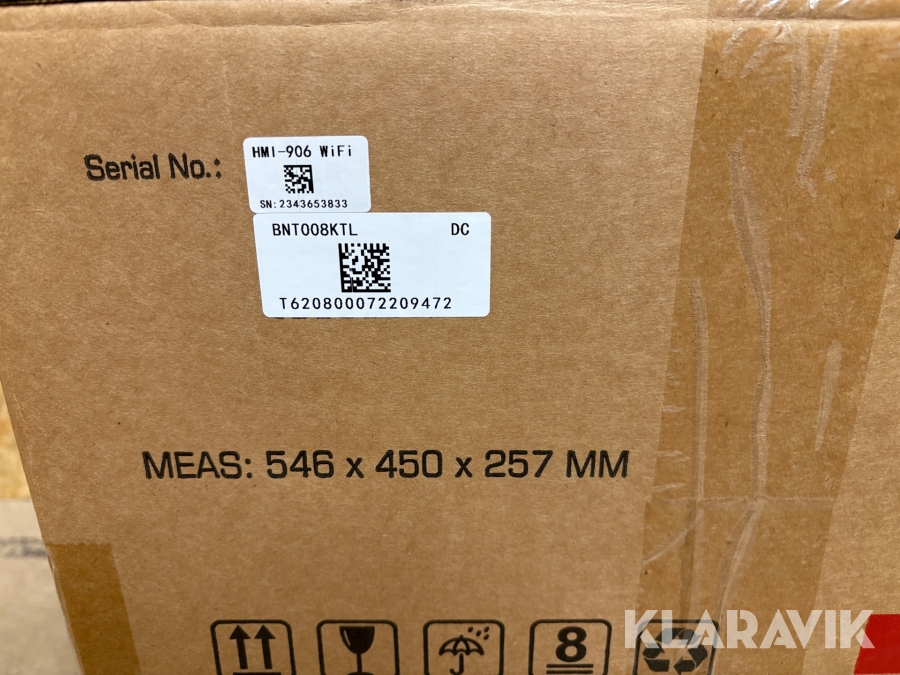 Serial No.:
HMI-906 WiFi
SN:2343653833
BNT008KTL DC
T620800072209472
MEAS: 546 x 450 x 257 MM
8
KLARAVIK